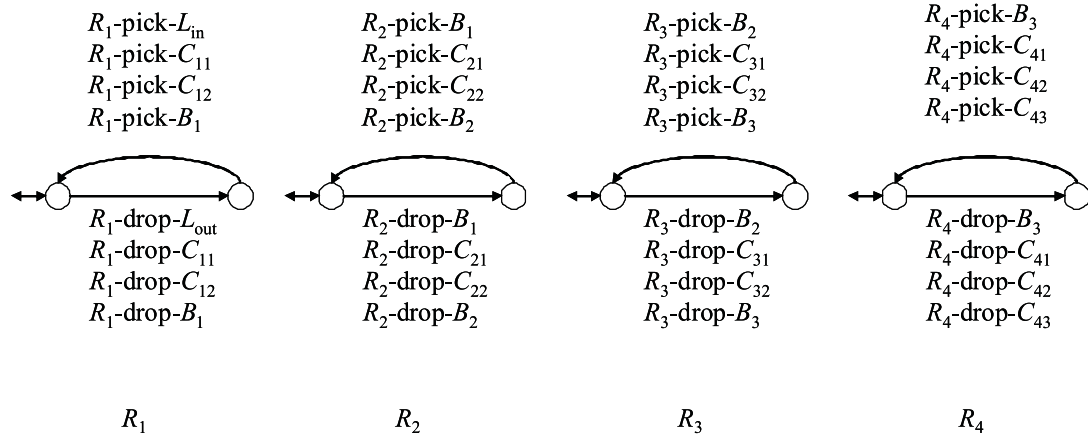 R₁-pick-L_in
R₁-pick-C₁₁
R₁-pick-C₁₂
R₁-pick-B₁
R₁-drop-L_out
R₁-drop-C₁₁
R₁-drop-C₁₂
R₁-drop-B₁
R₁
R₂-pick-B₁
R₂-pick-C₂₁
R₂-pick-C₂₂
R₂-pick-B₂
R₂-drop-B₁
R₂-drop-C₂₁
R₂-drop-C₂₂
R₂-drop-B₂
R₂
R₃-pick-B₂
R₃-pick-C₃₁
R₃-pick-C₃₂
R₃-pick-B₃
R₃-drop-B₂
R₃-drop-C₃₁
R₃-drop-C₃₂
R₃-drop-B₃
R₃
R₄-pick-B₃
R₄-pick-C₄₁
R₄-pick-C₄₂
R₄-pick-C₄₃
R₄-drop-B₃
R₄-drop-C₄₁
R₄-drop-C₄₂
R₄-drop-C₄₃
R₄